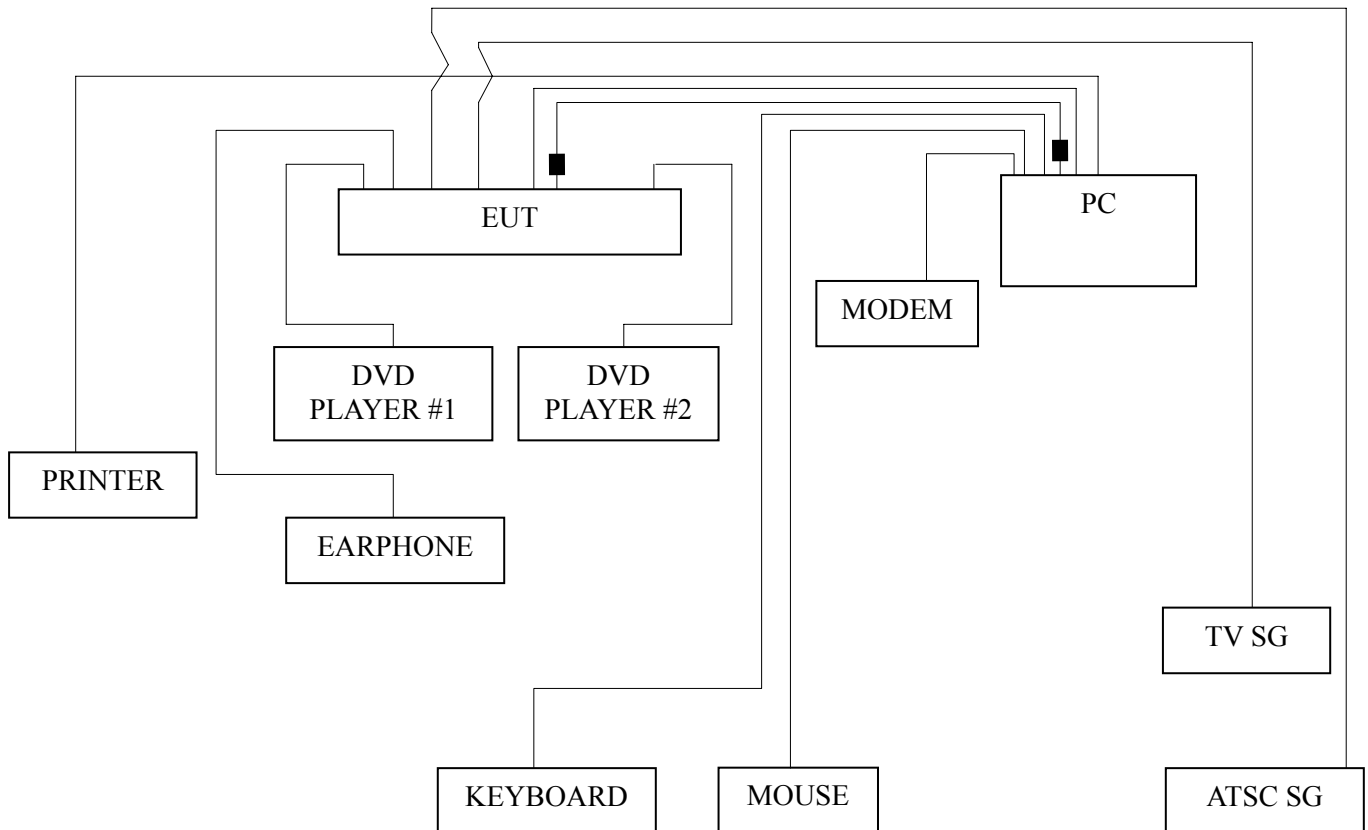 EUT
PC
MODEM
DVD
PLAYER #1
DVD
PLAYER #2
PRINTER
EARPHONE
TV SG
KEYBOARD
MOUSE
ATSC SG